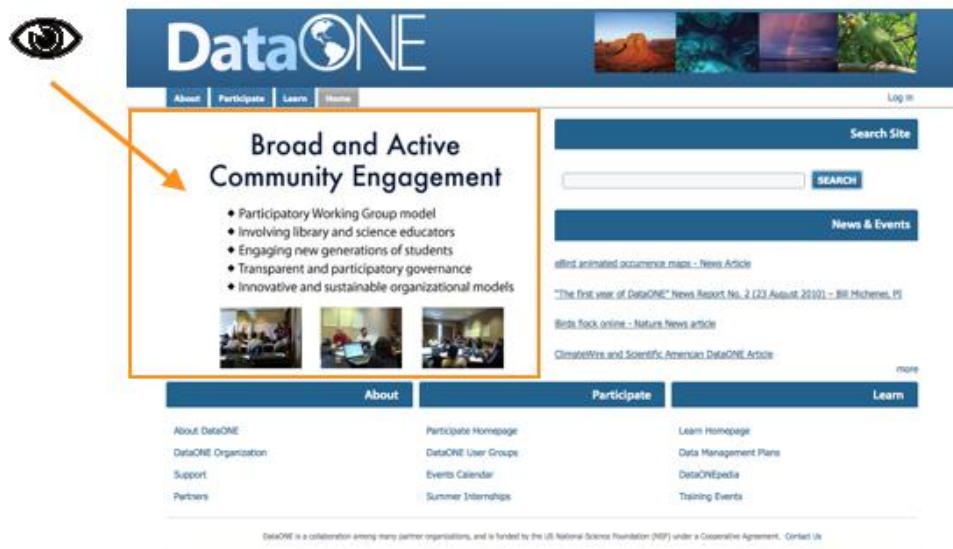 DataONE
About Participate Learn Home
Log in
Broad and Active
Community Engagement
◆ Participatory Working Group model
◆ Involving library and science educators
◆ Engaging new generations of students
◆ Transparent and participatory governance
◆ Innovative and sustainable organizational models
Search Site
SEARCH
News & Events
eBird animated occurrence maps - News Article
"The first year of DataONE" News Report No. 2 (23 August 2010) – Bill Michener, PI
Birds flock online - Nature News article
ClimateWire and Scientific American DataONE Article
more
About
About DataONE
DataONE Organization
Support
Partners
Participate
Participate Homepage
DataONE User Groups
Events Calendar
Summer Internships
Learn
Learn Homepage
Data Management Plans
DataONEpedia
Training Events
DataONE is a collaboration among many partner organizations, and is funded by the US National Science Foundation (NSF) under a Cooperative Agreement. Contact Us